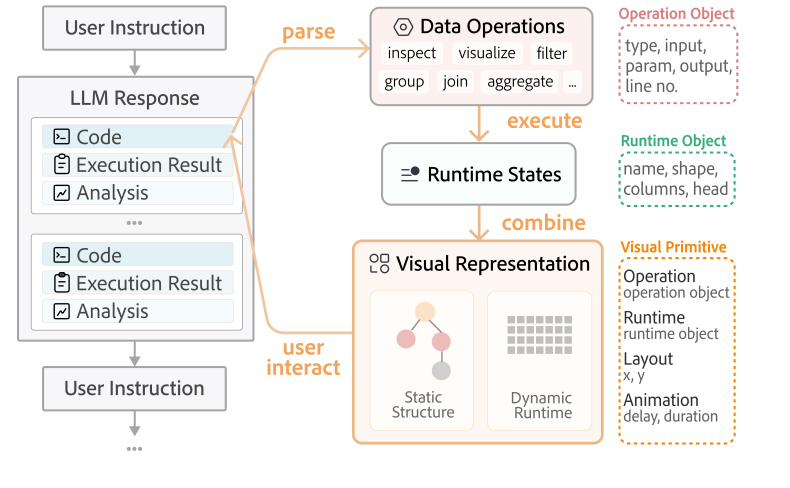 User Instruction
LLM Response
Code
Execution Result
Analysis
...
Code
Execution Result
Analysis
User Instruction
...
parse
user
interact
Data Operations
inspect visualize filter
group join aggregate ...
execute
Runtime States
combine
Visual Representation
Static
Structure
Dynamic
Runtime
Operation Object
type, input,
param, output,
line no.
Runtime Object
name, shape,
columns, head
Visual Primitive
Operation
operation object
Runtime
runtime object
Layout
x, y
Animation
delay, duration